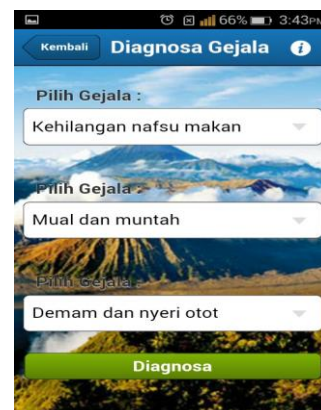 66% 3:43PM
Kembali Diagnosa Gejala i
Pilih Gejala :
Kehilangan nafsu makan
Pilih Gejala :
Mual dan muntah
Pilih Gejala :
Demam dan nyeri otot
Diagnosa